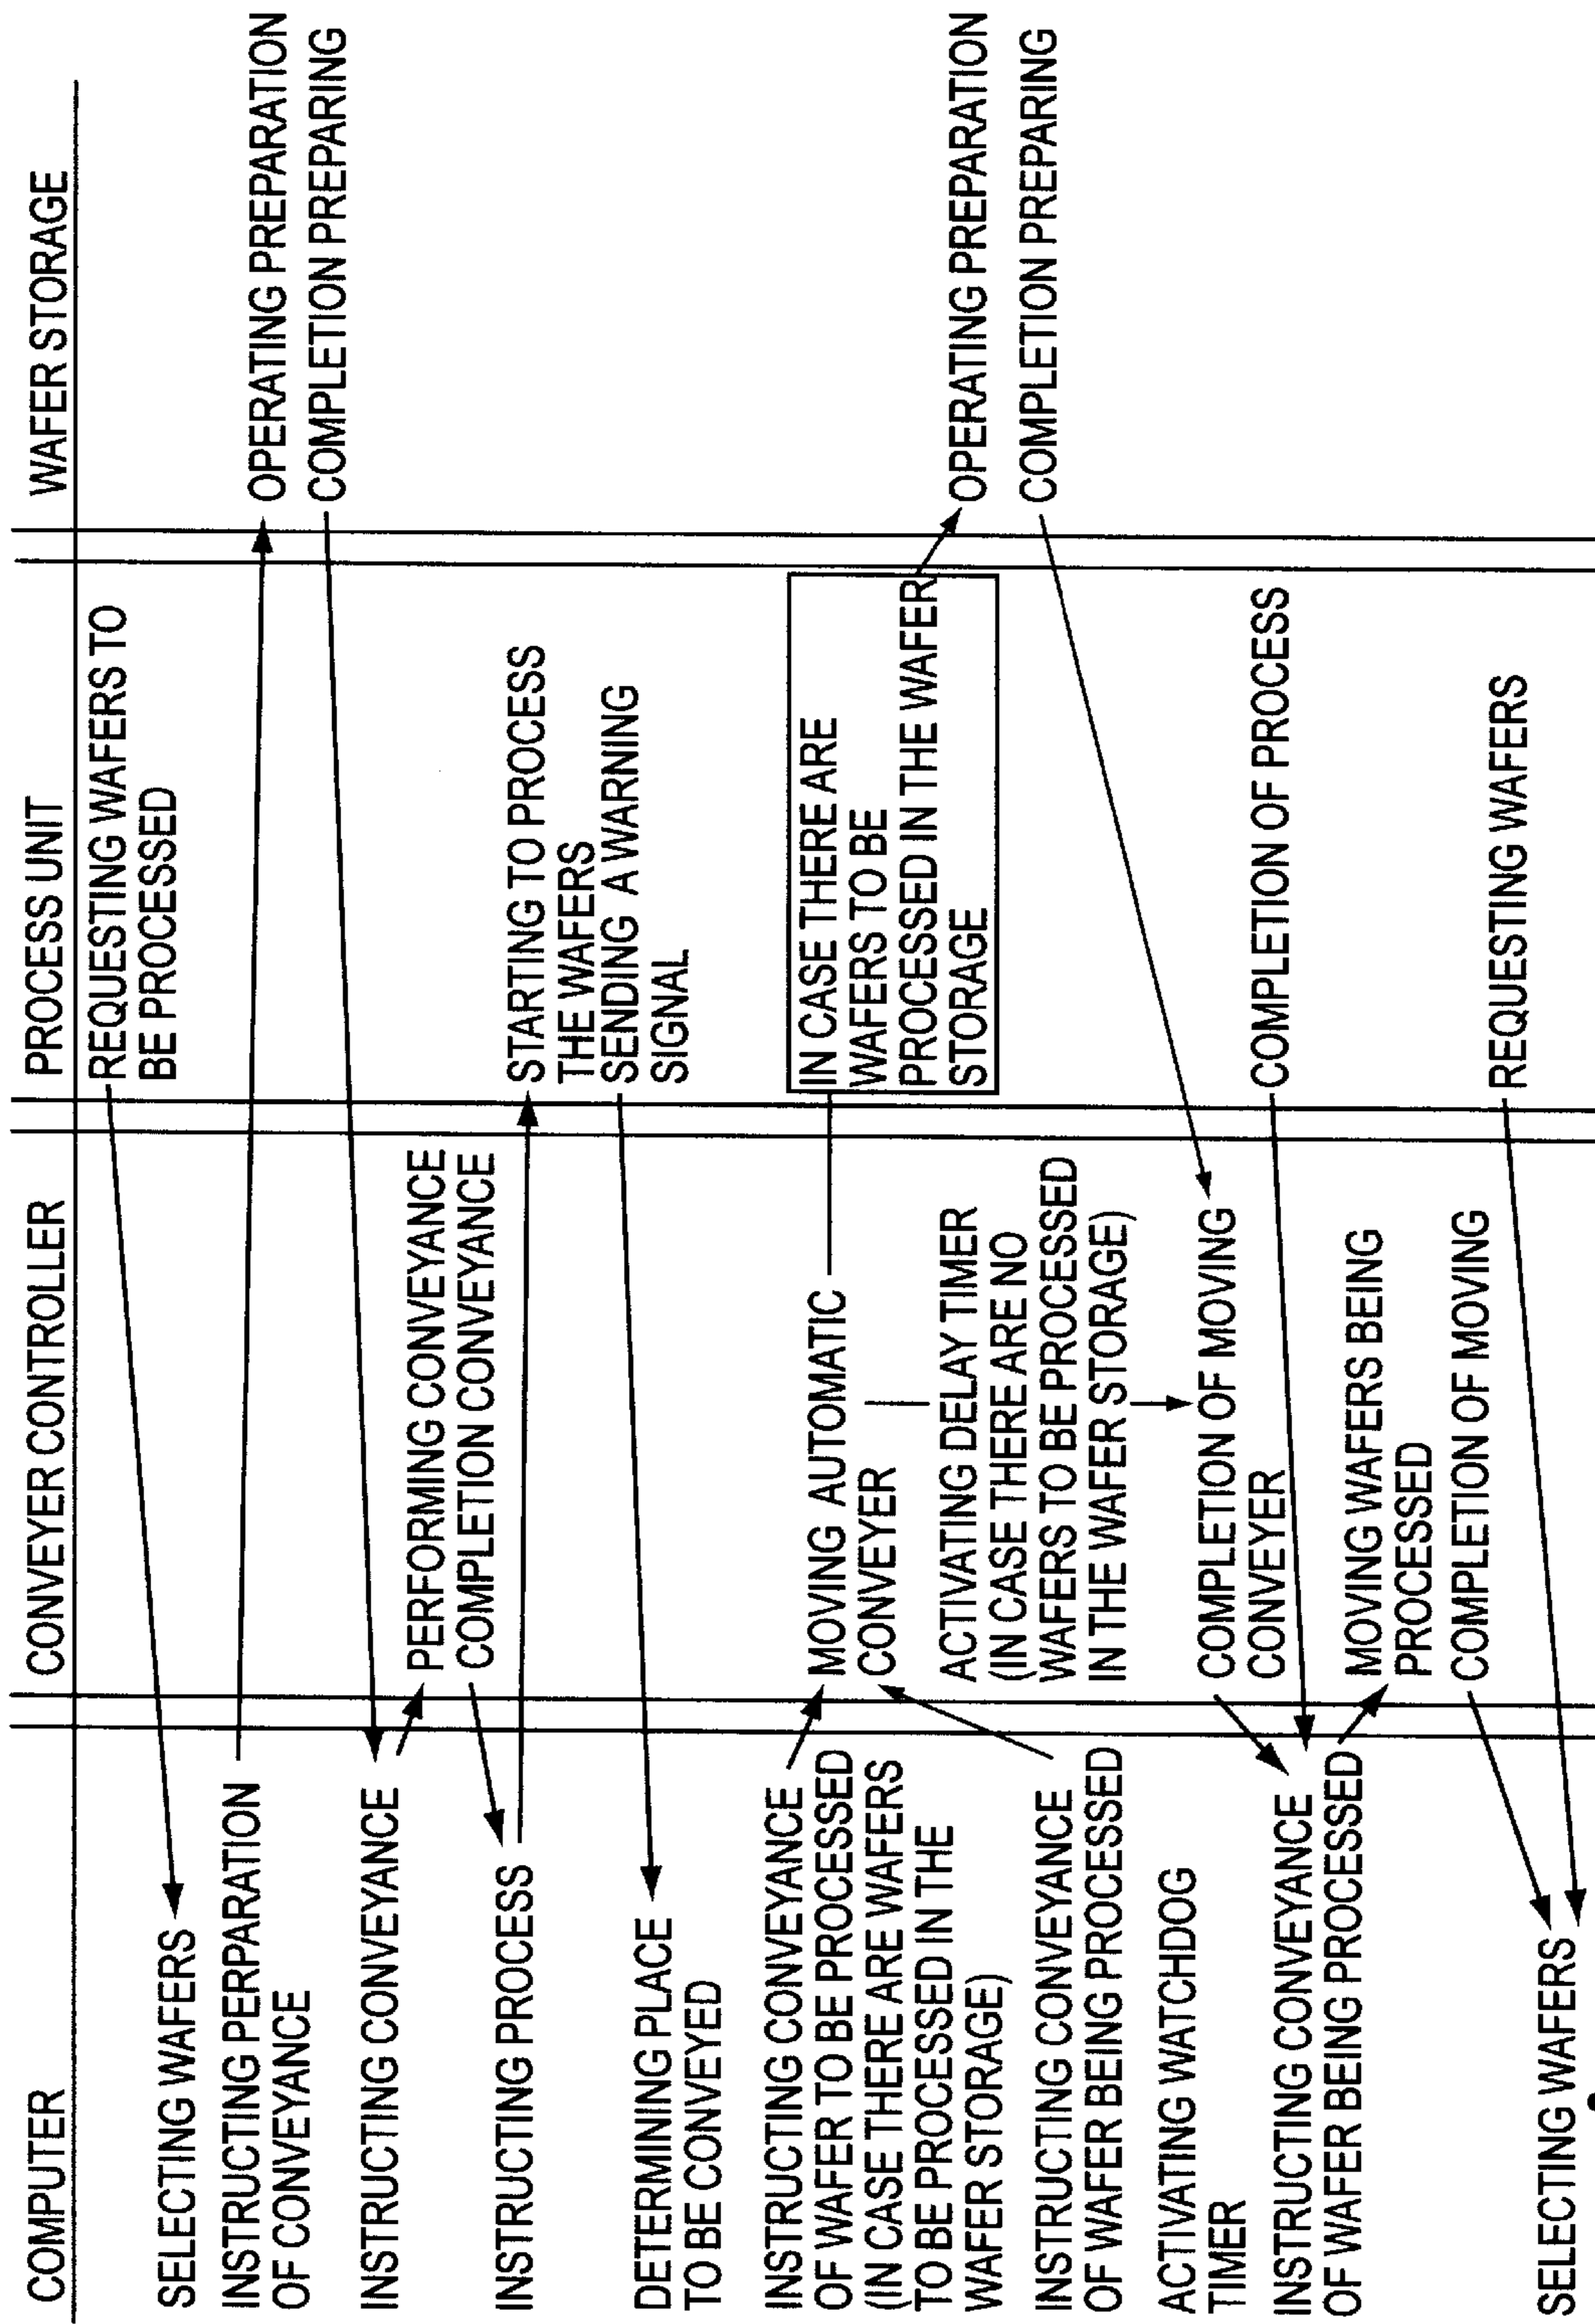 COMPUTER
SELECTING WAFERS
INSTRUCTING PERPARATION
OF CONVEYANCE
INSTRUCTING CONVEYANCE
INSTRUCTING PROCESS
DETERMINING PLACE
TO BE CONVEYED
INSTRUCTING CONVEYANCE
OF WAFER TO BE PROCESSED
(IN CASE THERE ARE WAFERS
TO BE PROCESSED IN THE
WAFER STORAGE)
INSTRUCTING CONVEYANCE
OF WAFER BEING PROCESSED
ACTIVATING WATCHDOG
TIMER
INSTRUCTING CONVEYANCE
OF WAFER BEING PROCESSED
SELECTING WAFERS
CONVEYER CONTROLLER
PERFORMING CONVEYANCE
COMPLETION CONVEYANCE
MOVING AUTOMATIC
CONVEYER
ACTIVATING DELAY TIMER
(IN CASE THERE ARE NO
WAFERS TO BE PROCESSED
IN THE WAFER STORAGE)
COMPLETION OF MOVING
CONVEYER
MOVING WAFERS BEING
PROCESSED
COMPLETION OF MOVING
PROCESS UNIT
REQUESTING WAFERS TO
BE PROCESSED
STARTING TO PROCESS
THE WAFERS
SENDING A WARNING
SIGNAL
IN CASE THERE ARE
WAFERS TO BE
PROCESSED IN THE WAFER
STORAGE
COMPLETION OF PROCESS
REQUESTING WAFERS
WAFER STORAGE
OPERATING PREPARATION
COMPLETION PREPARING
OPERATING PREPARATION
COMPLETION PREPARING